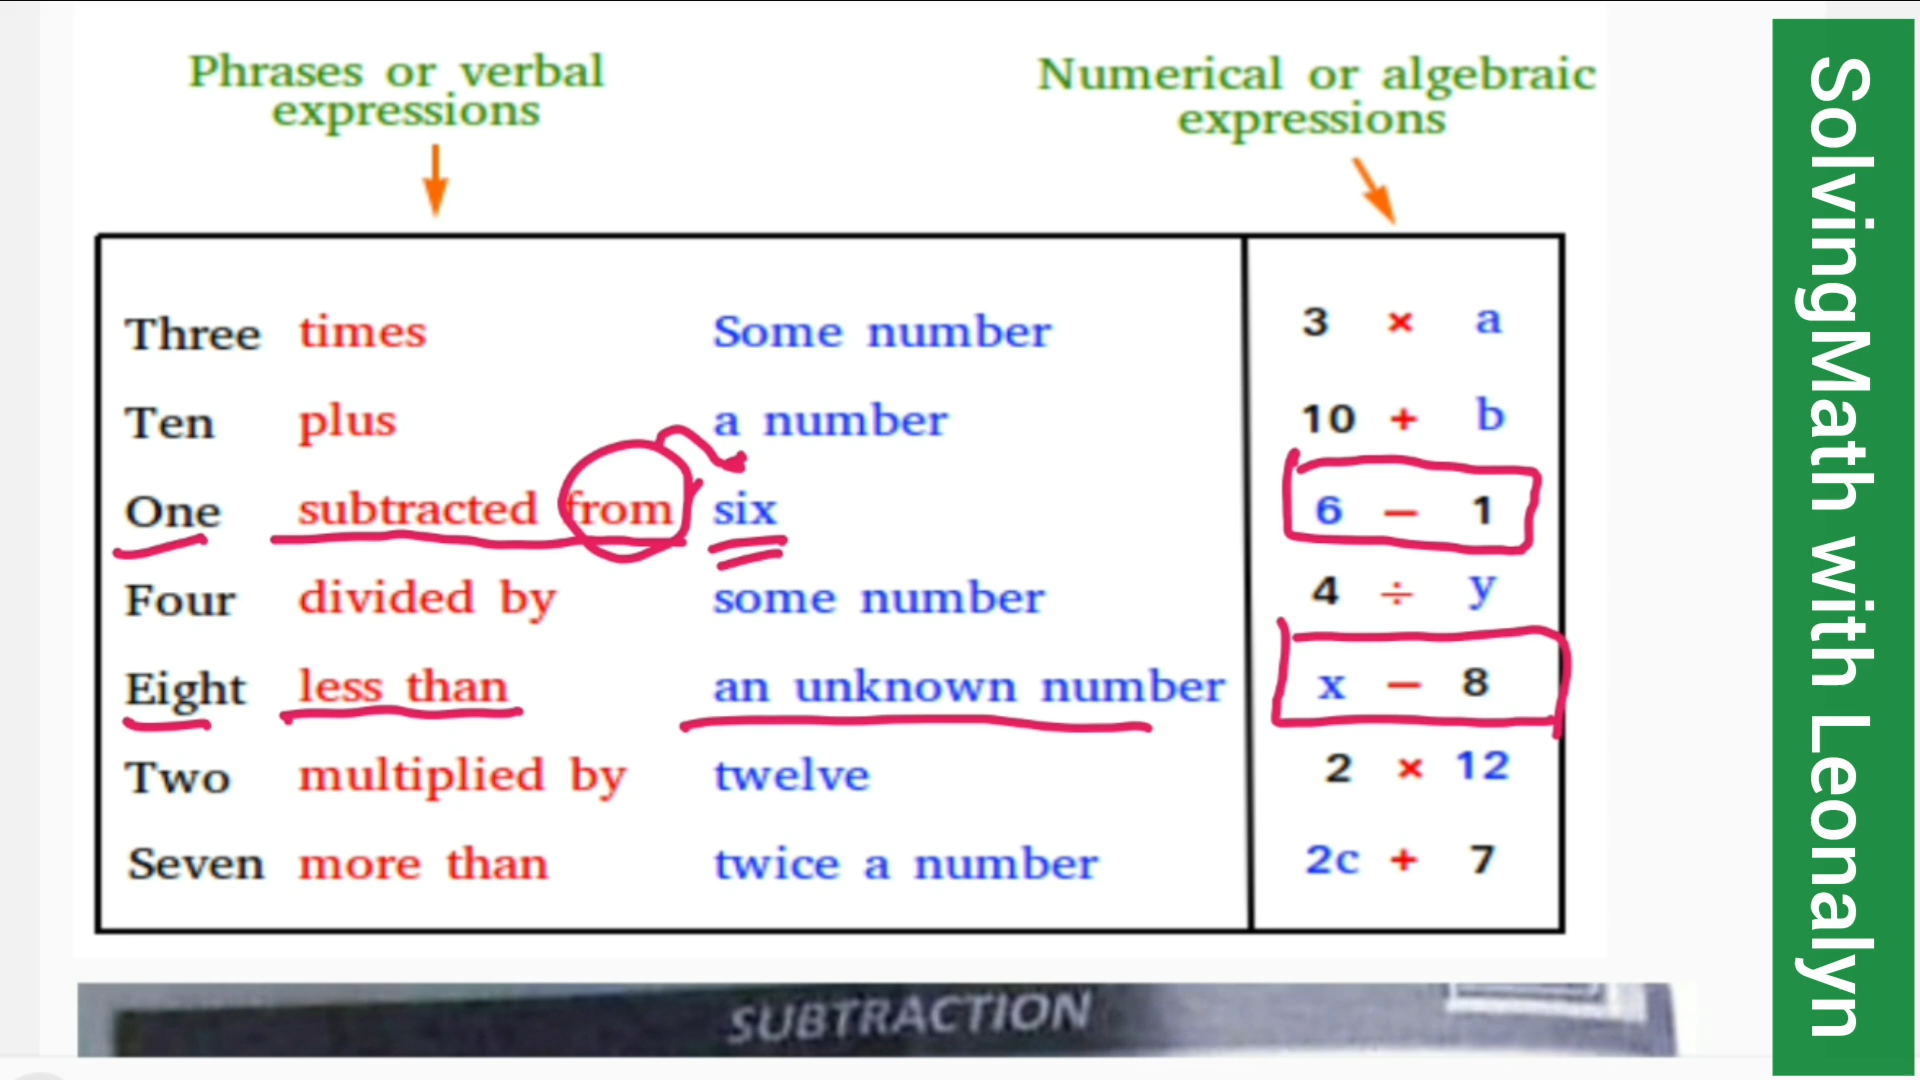 Phrases or verbal
expressions
Numerical or algebraic
expressions
Three times Some number 3 × a
Ten plus a number 10 + b
One subtracted from six 6 − 1
Four divided by some number 4 ÷ y
Eight less than an unknown number x − 8
Two multiplied by twelve 2 × 12
Seven more than twice a number 2c + 7
SUBTRACTION
SolvingMath with Leonalyn